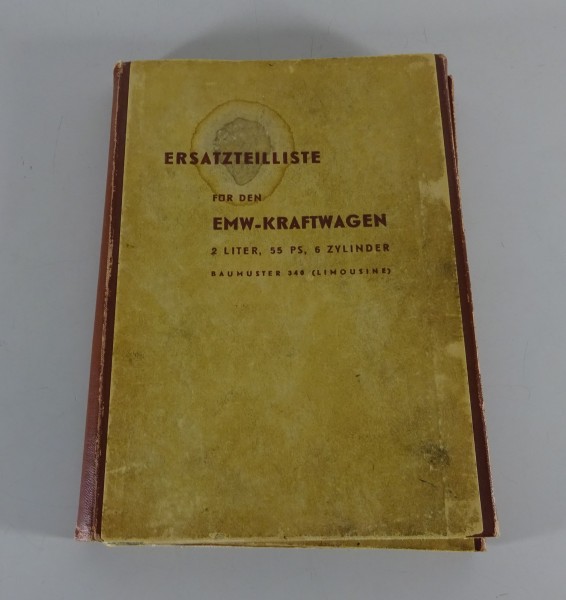 ERSATZTEILLISTE
FÜR DEN
EMW-KRAFTWAGEN
2 LITER, 55 PS, 6 ZYLINDER
BAUMUSTER 340 (LIMOUSINE)